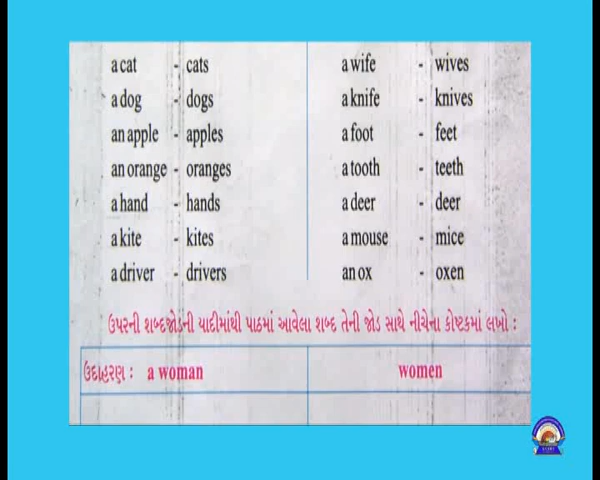 a cat - cats
a dog - dogs
an apple - apples
an orange - oranges
a hand - hands
a kite - kites
a driver - drivers
a wife - wives
a knife - knives
a foot - feet
a tooth - teeth
a deer - deer
a mouse - mice
an ox - oxen
ઉપરની શબ્દજોડની યાદીમાંથી પાઠમાં આવેલા શબ્દ તેની જોડ સાથે નીચેના કોષ્ટકમાં લખો :
ઉદાહરણ : a woman women